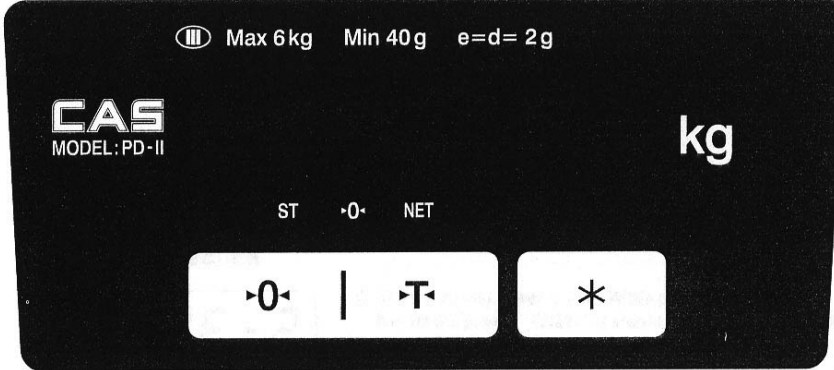 Ⅲ Max 6kg Min 40g e=d= 2g
CAS
MODEL:PD-II
kg
ST ▸0◂ NET
▸0◂ | ▸T◂ *